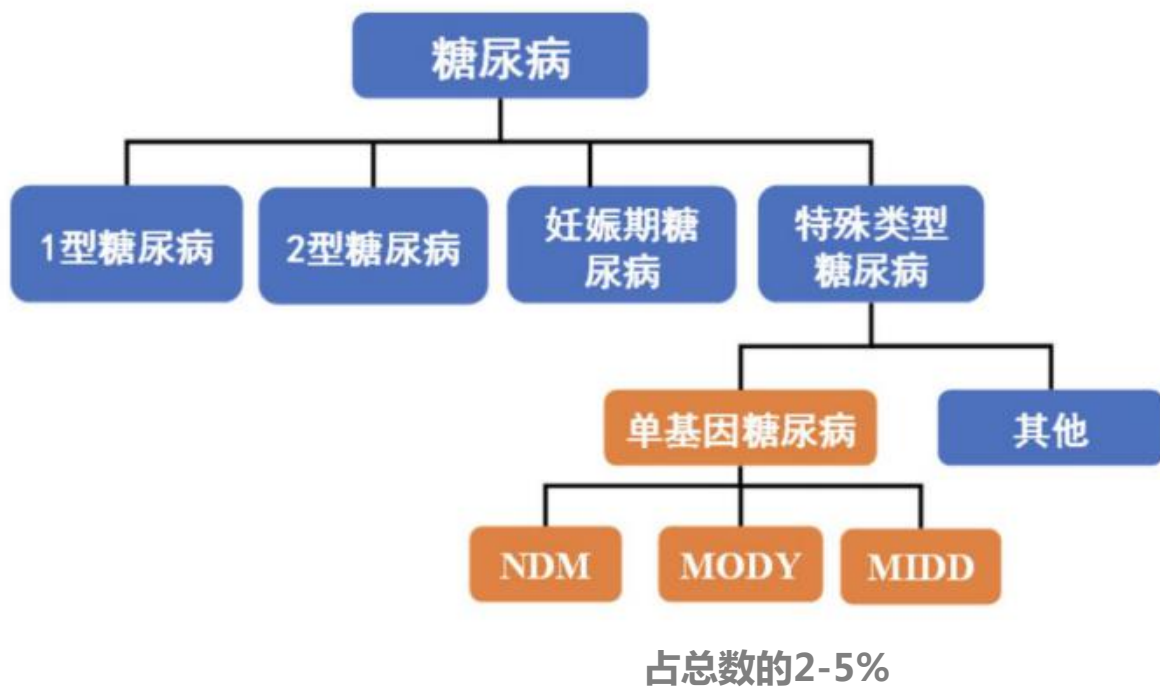 糖尿病
1型糖尿病
2型糖尿病
妊娠期糖
尿病
特殊类型
糖尿病
单基因糖尿病
其他
NDM
MODY
MIDD
占总数的2-5%